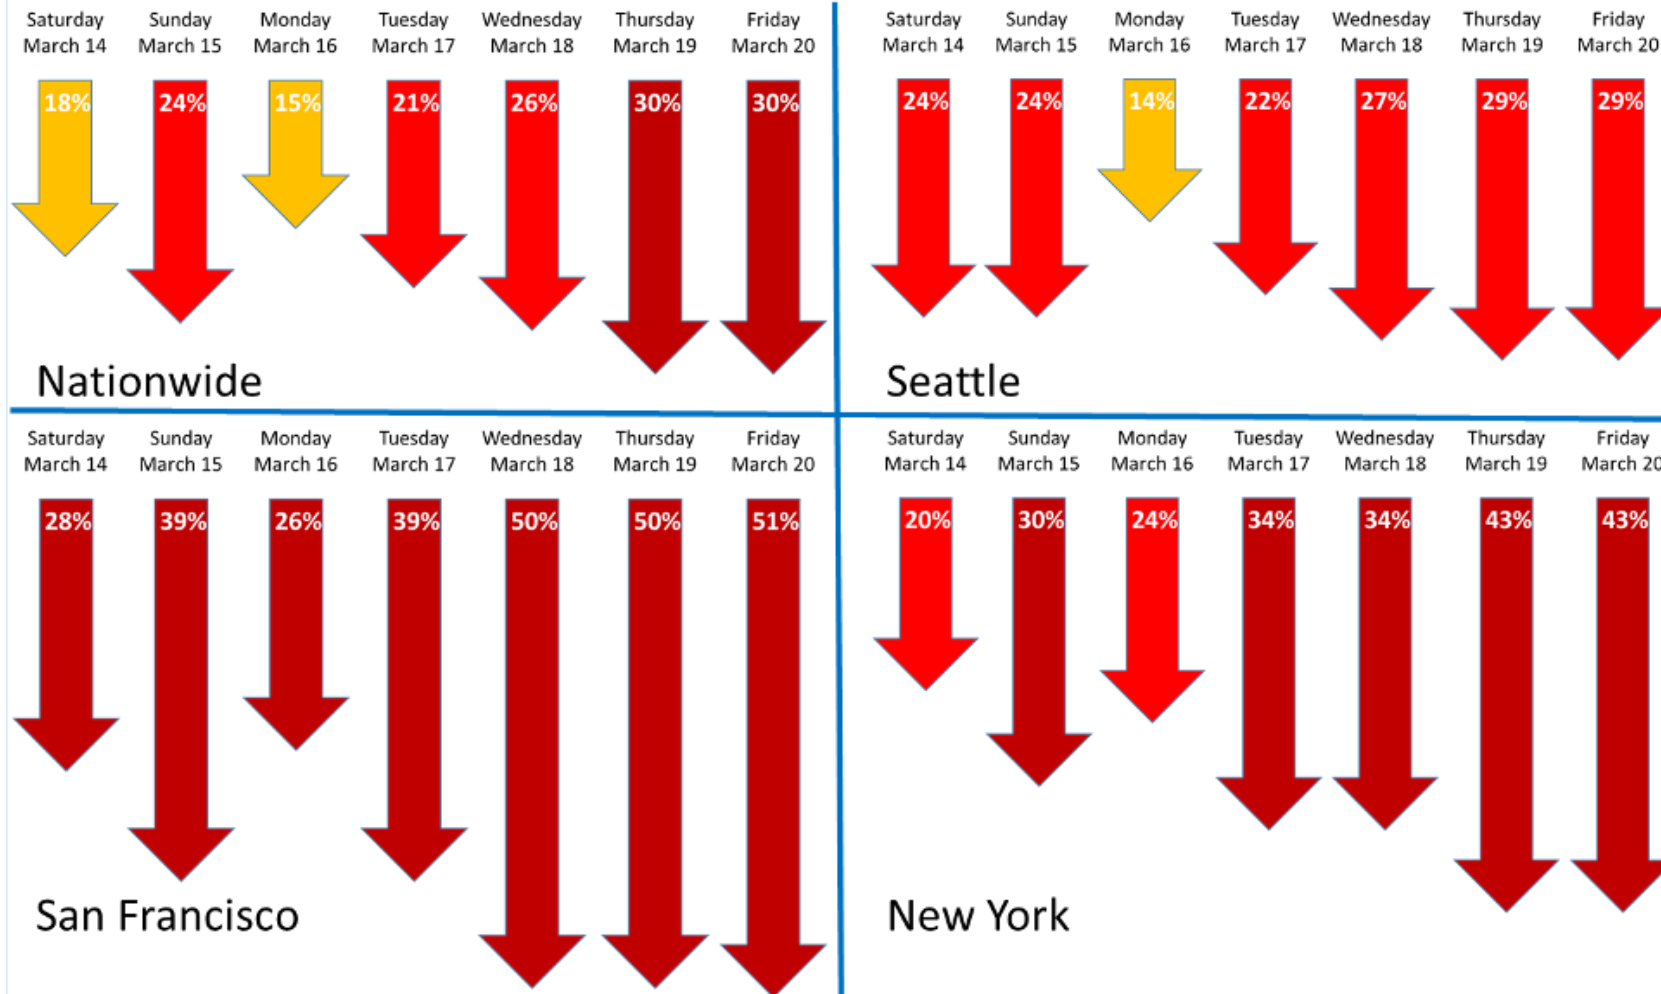 Saturday Sunday Monday Tuesday Wednesday Thursday Friday
March 14 March 15 March 16 March 17 March 18 March 19 March 20
18% 24% 15% 21% 26% 30% 30%
Nationwide
Saturday Sunday Monday Tuesday Wednesday Thursday Friday
March 14 March 15 March 16 March 17 March 18 March 19 March 20
24% 24% 14% 22% 27% 29% 29%
Seattle
Saturday Sunday Monday Tuesday Wednesday Thursday Friday
March 14 March 15 March 16 March 17 March 18 March 19 March 20
28% 39% 26% 39% 50% 50% 51%
San Francisco
Saturday Sunday Monday Tuesday Wednesday Thursday Friday
March 14 March 15 March 16 March 17 March 18 March 19 March 20
20% 30% 24% 34% 34% 43% 43%
New York